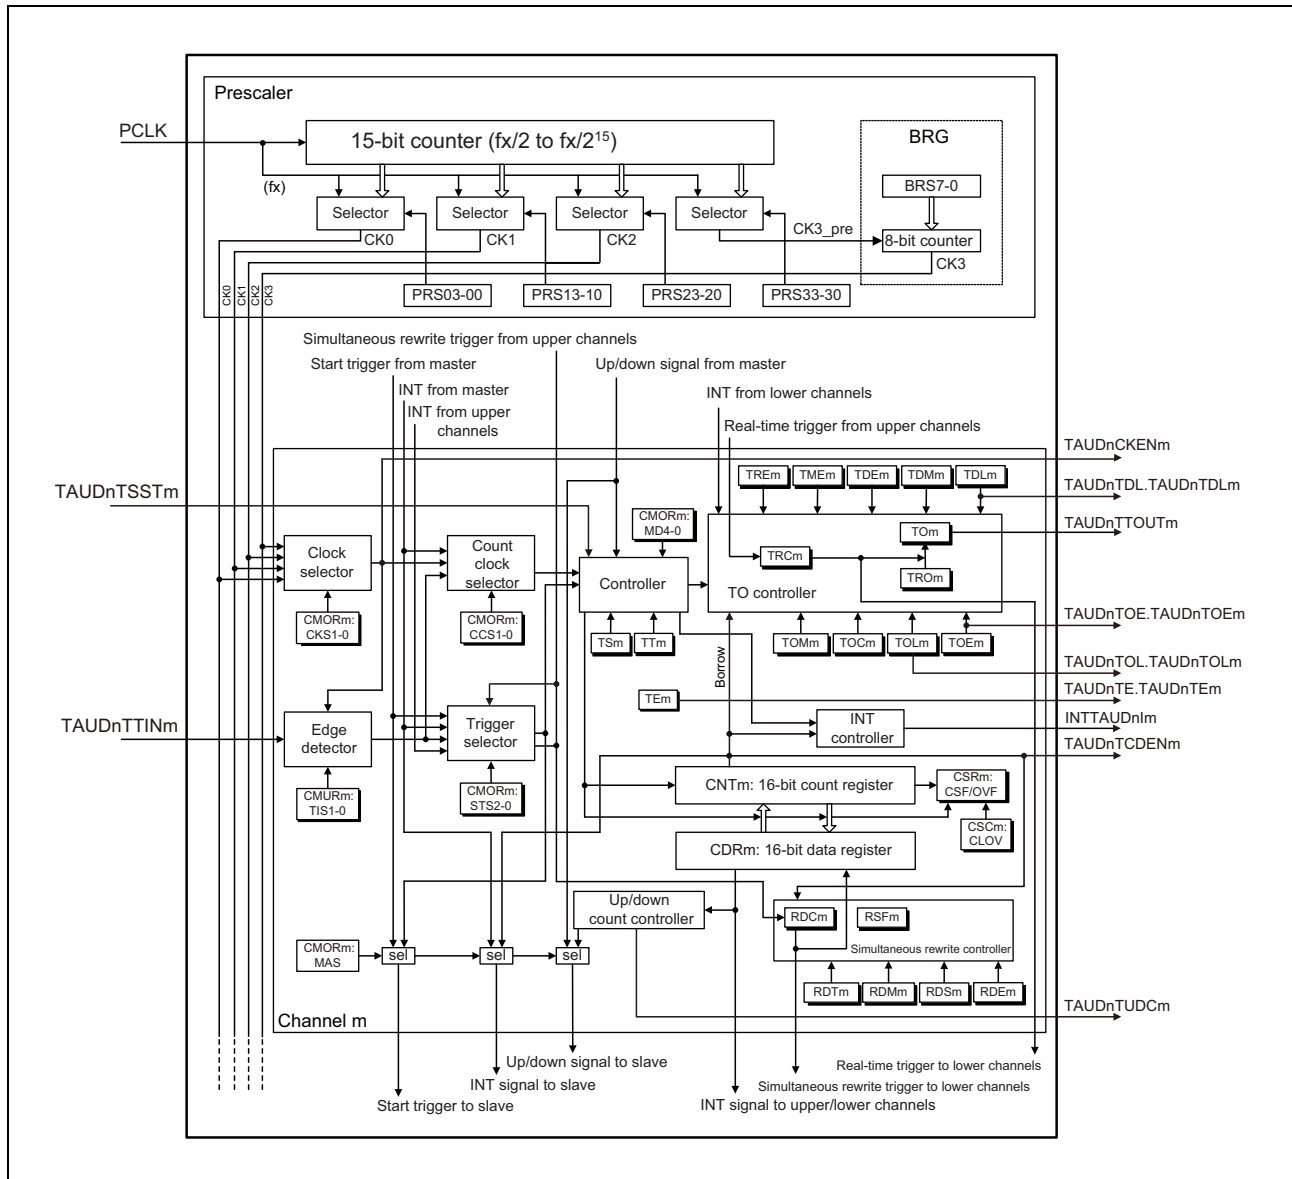 Prescaler
PCLK
15-bit counter (fx/2 to fx/2¹⁵)
BRG
(fx)
BRS7-0
Selector
Selector
Selector
Selector
CK3_pre
8-bit counter
CK0
CK1
CK2
CK3
CK0
CK1
CK2
CK3
PRS03-00
PRS13-10
PRS23-20
PRS33-30
Simultaneous rewrite trigger from upper channels
Start trigger from master
Up/down signal from master
INT from master
INT from lower channels
INT from upper
channels
Real-time trigger from upper channels
TAUDnCKENm
TREm
TMEm
TDEm
TDMm
TDLm
TAUDnTSSTm
TAUDnTDL.TAUDnTDLm
CMORm:
MD4-0
TOm
TAUDnTTOUTm
Clock
selector
Count
clock
selector
Controller
TRCm
TROm
TO controller
CMORm:
CKS1-0
CMORm:
CCS1-0
TSm
TTm
TOMm
TOCm
TOLm
TOEm
TAUDnTOE.TAUDnTOEm
Borrow
TAUDnTOL.TAUDnTOLm
TEm
TAUDnTE.TAUDnTEm
TAUDnTTINm
Edge
detector
Trigger
selector
INT
controller
INTTAUDnIm
TAUDnTCDENm
CMURm:
TIS1-0
CMORm:
STS2-0
CNTm: 16-bit count register
CSRm:
CSF/OVF
CSCm:
CLOV
CDRm: 16-bit data register
Up/down
count controller
RDCm
RSFm
Simultaneous rewrite controller
CMORm:
MAS
sel
sel
sel
RDTm
RDMm
RDSm
RDEm
TAUDnTUDCm
Channel m
Up/down signal to slave
Real-time trigger to lower channels
INT signal to slave
Simultaneous rewrite trigger to lower channels
Start trigger to slave
INT signal to upper/lower channels